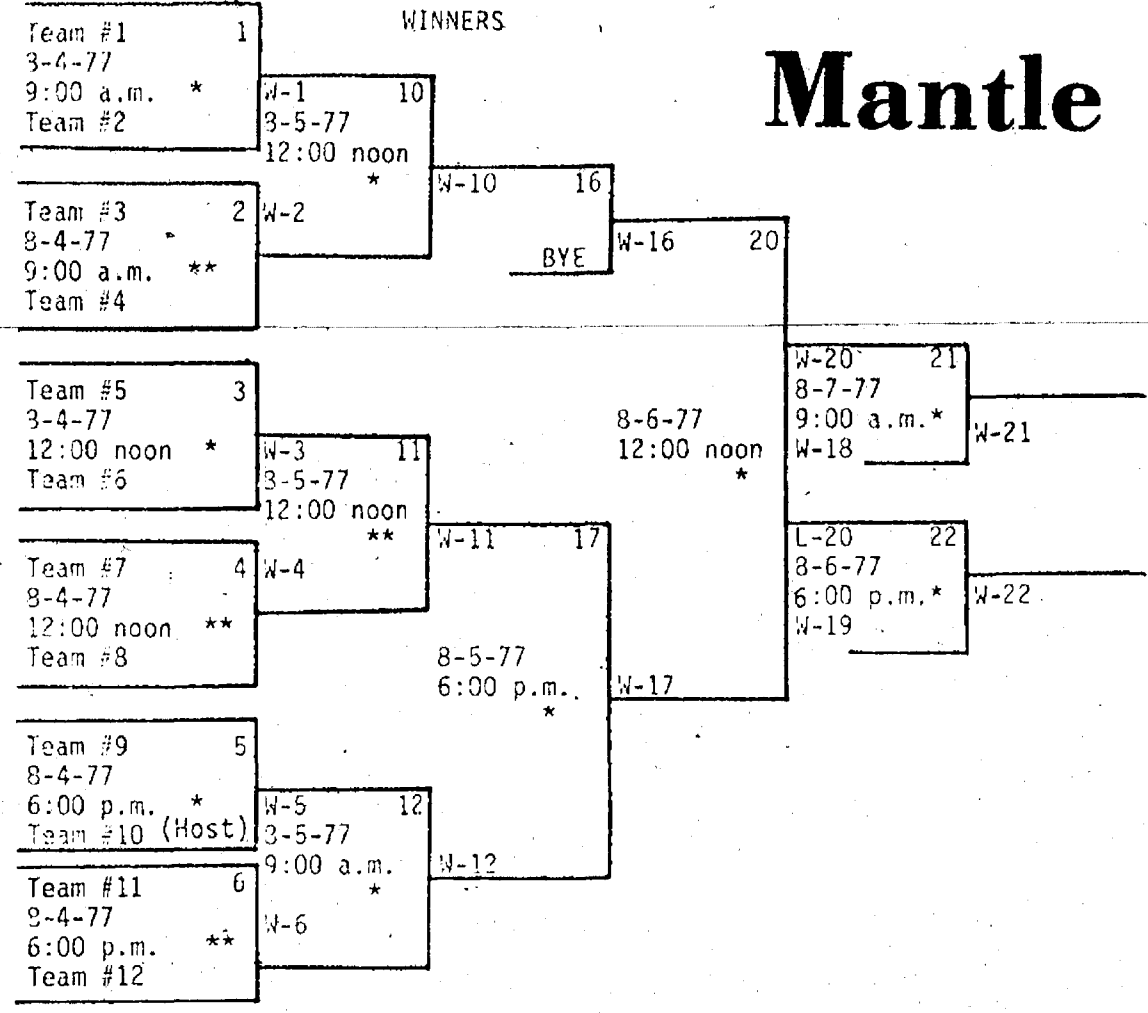 WINNERS
Mantle
Team #1 1
8-4-77
9:00 a.m. *
Team #2
W-1 10
8-5-77
12:00 noon
*
W-2
Team #3 2
8-4-77
9:00 a.m. **
Team #4
W-10 16
BYE
W-16 20
8-6-77
12:00 noon
*
W-17
Team #5 3
8-4-77
12:00 noon *
Team #6
W-3 11
8-5-77
12:00 noon
**
W-4
Team #7 4
8-4-77
12:00 noon **
Team #8
W-11 17
8-5-77
6:00 p.m.
*
W-12
Team #9 5
8-4-77
6:00 p.m. *
Team #10 (Host)
W-5 12
8-5-77
9:00 a.m.
*
W-6
Team #11 6
8-4-77
6:00 p.m. **
Team #12
W-20 21
8-7-77
9:00 a.m.*
W-18
W-21
L-20 22
8-6-77
6:00 p.m.*
W-19
W-22